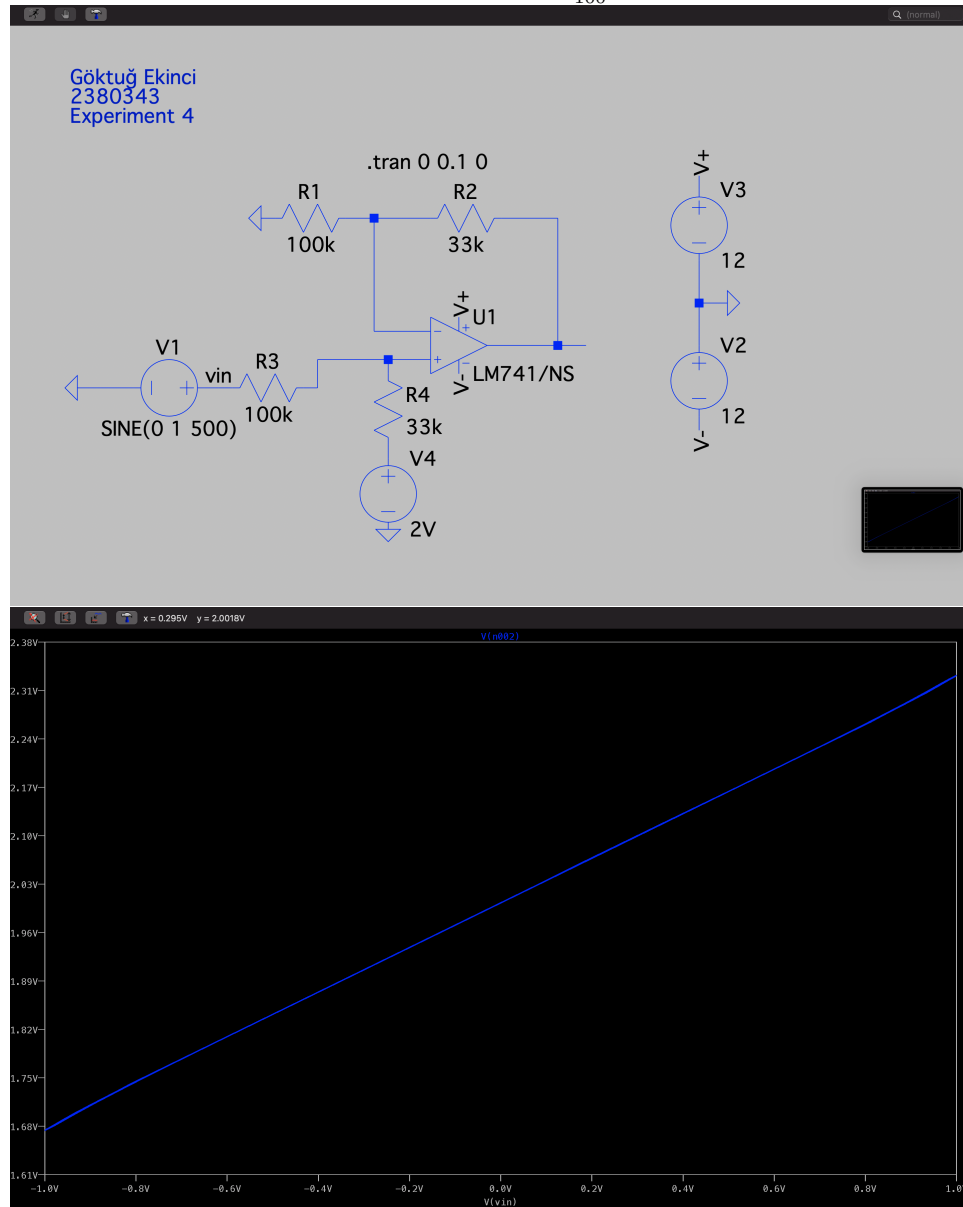 100
(normal)
Göktuğ Ekinci
2380343
Experiment 4
.tran 0 0.1 0
R1
R2
100k
33k
V+
V3
12
V+
U1
V-
LM741/NS
V1
vin
R3
SINE(0 1 500)
100k
R4
33k
V4
2V
V2
12
V-
x = 0.295V y = 2.0018V
V(n002)
2.38V
2.31V
2.24V
2.17V
2.10V
2.03V
1.96V
1.89V
1.82V
1.75V
1.68V
1.61V
-1.0V -0.8V -0.6V -0.4V -0.2V 0.0V 0.2V 0.4V 0.6V 0.8V 1.0
V(vin)